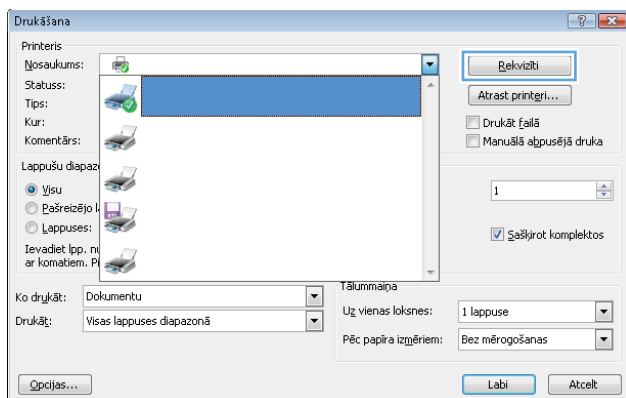 Drukāšana
Printeris
Nosaukums:
Rekvizīti
Statuss:
Tips:
Atrast printeri...
Kur:
Drukāt failā
Komentārs:
Manuālā abpusējā druka
Lappušu diapaz
Visu
1
Pašreizējo l
Lappuses:
Sašķirot komplektos
Ievadiet lpp. nu
ar komatiem. Pi
Tālummaiņa
Ko drukāt: Dokumentu
Uz vienas loksnes: 1 lappuse
Drukāt: Visas lappuses diapazonā
Pēc papīra izmēriem: Bez mērogošanas
Opcijas...
Labi
Atcelt